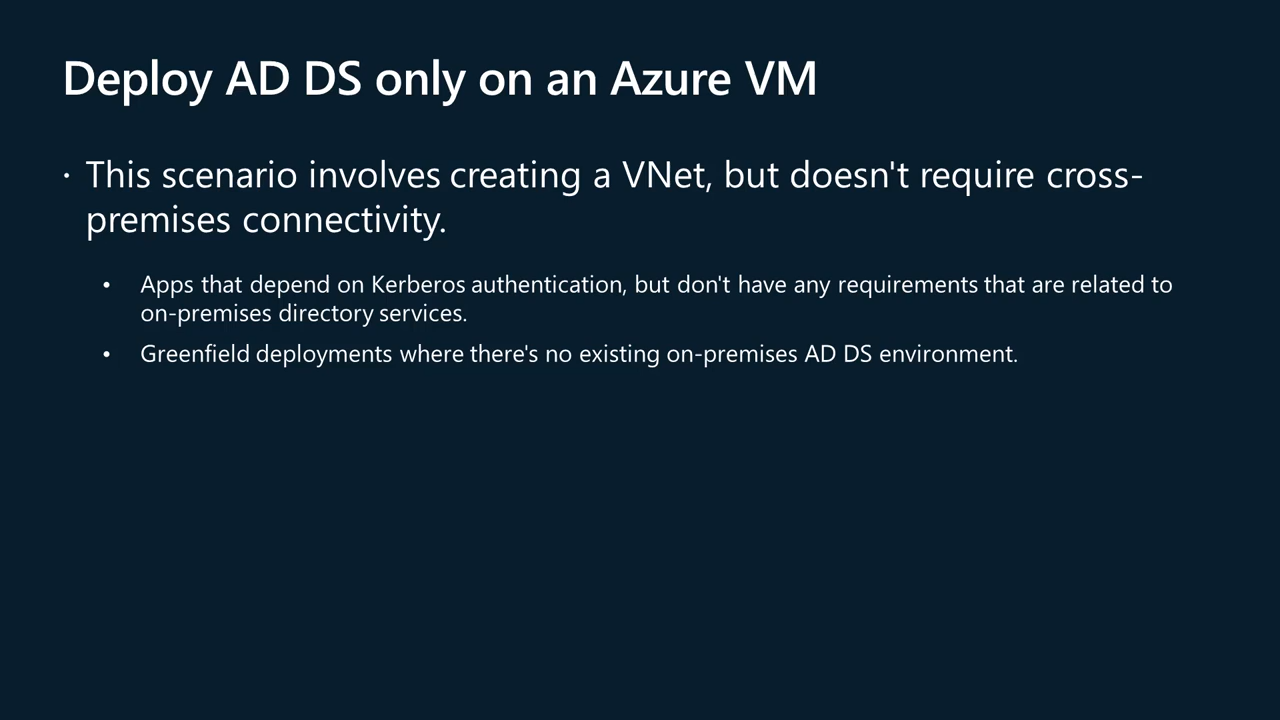 Deploy AD DS only on an Azure VM
· This scenario involves creating a VNet, but doesn't require cross-
premises connectivity.
• Apps that depend on Kerberos authentication, but don't have any requirements that are related to
on-premises directory services.
• Greenfield deployments where there's no existing on-premises AD DS environment.